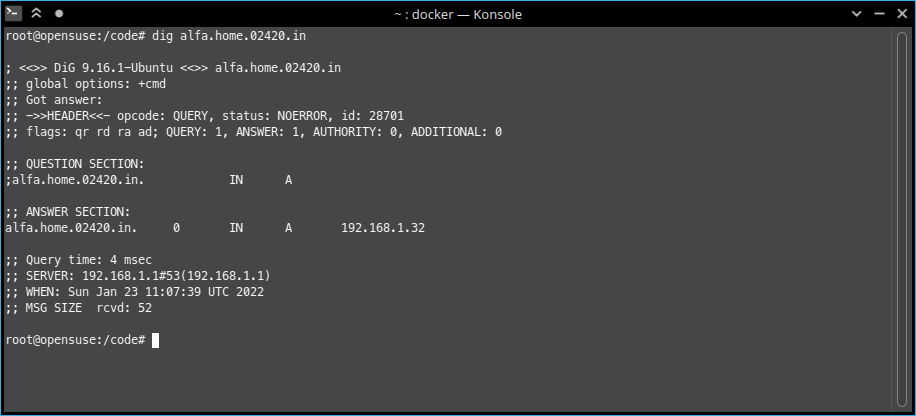 ~ : docker — Konsole
root@opensuse:/code# dig alfa.home.02420.in
; <<>> DiG 9.16.1-Ubuntu <<>> alfa.home.02420.in
;; global options: +cmd
;; Got answer:
;; ->>HEADER<<- opcode: QUERY, status: NOERROR, id: 28701
;; flags: qr rd ra ad; QUERY: 1, ANSWER: 1, AUTHORITY: 0, ADDITIONAL: 0
;; QUESTION SECTION:
;alfa.home.02420.in. IN A
;; ANSWER SECTION:
alfa.home.02420.in. 0 IN A 192.168.1.32
;; Query time: 4 msec
;; SERVER: 192.168.1.1#53(192.168.1.1)
;; WHEN: Sun Jan 23 11:07:39 UTC 2022
;; MSG SIZE  rcvd: 52
root@opensuse:/code#